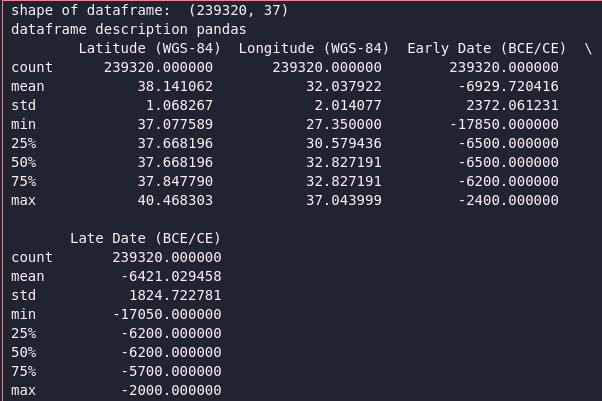 shape of dataframe:  (239320, 37)
dataframe description pandas
       Latitude (WGS-84)  Longitude (WGS-84)  Early Date (BCE/CE)  \
count      239320.000000       239320.000000        239320.000000
mean           38.141062           32.037922         -6929.720416
std             1.068267            2.014077          2372.061231
min            37.077589           27.350000        -17850.000000
25%            37.668196           30.579436         -6500.000000
50%            37.668196           32.827191         -6500.000000
75%            37.847790           32.827191         -6200.000000
max            40.468303           37.043999         -2400.000000

       Late Date (BCE/CE)
count       239320.000000
mean         -6421.029458
std           1824.722781
min         -17050.000000
25%          -6200.000000
50%          -6200.000000
75%          -5700.000000
max          -2000.000000